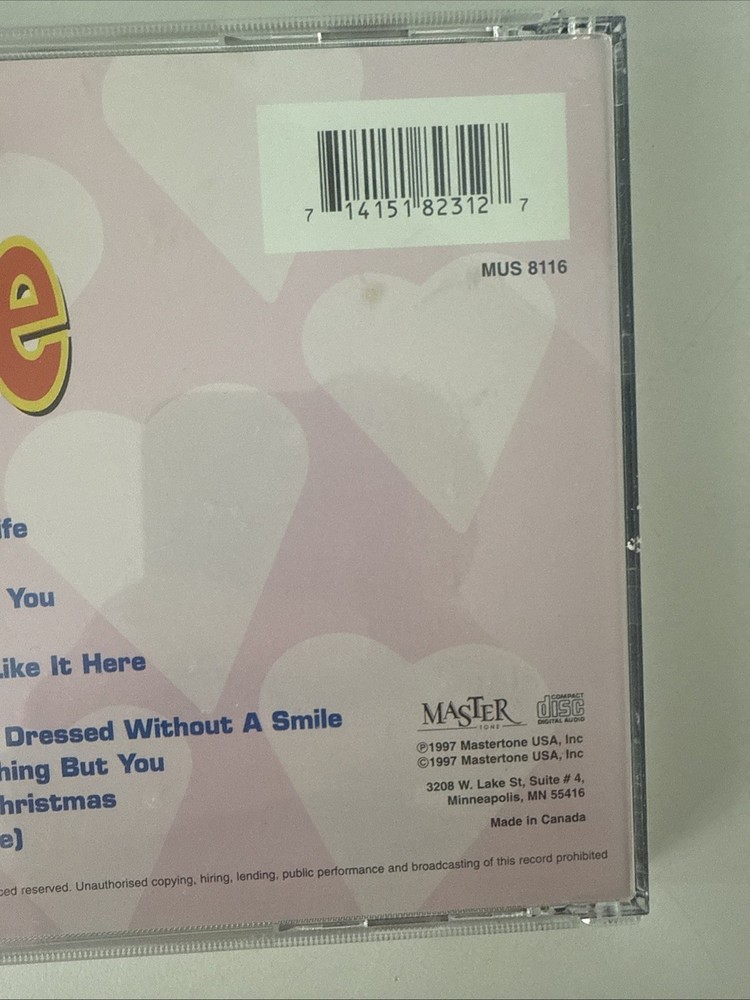 7 14151 82312 7
MUS 8116
e
ife
You
Like It Here
Dressed Without A Smile
hing But You
hristmas
e)
MASTER
TONE
COMPACT
disc
DIGITAL AUDIO
℗1997 Mastertone USA, Inc
©1997 Mastertone USA, Inc
3208 W. Lake St, Suite # 4,
Minneapolis, MN 55416
Made in Canada
ced reserved. Unauthorised copying, hiring, lending, public performance and broadcasting of this record prohibited